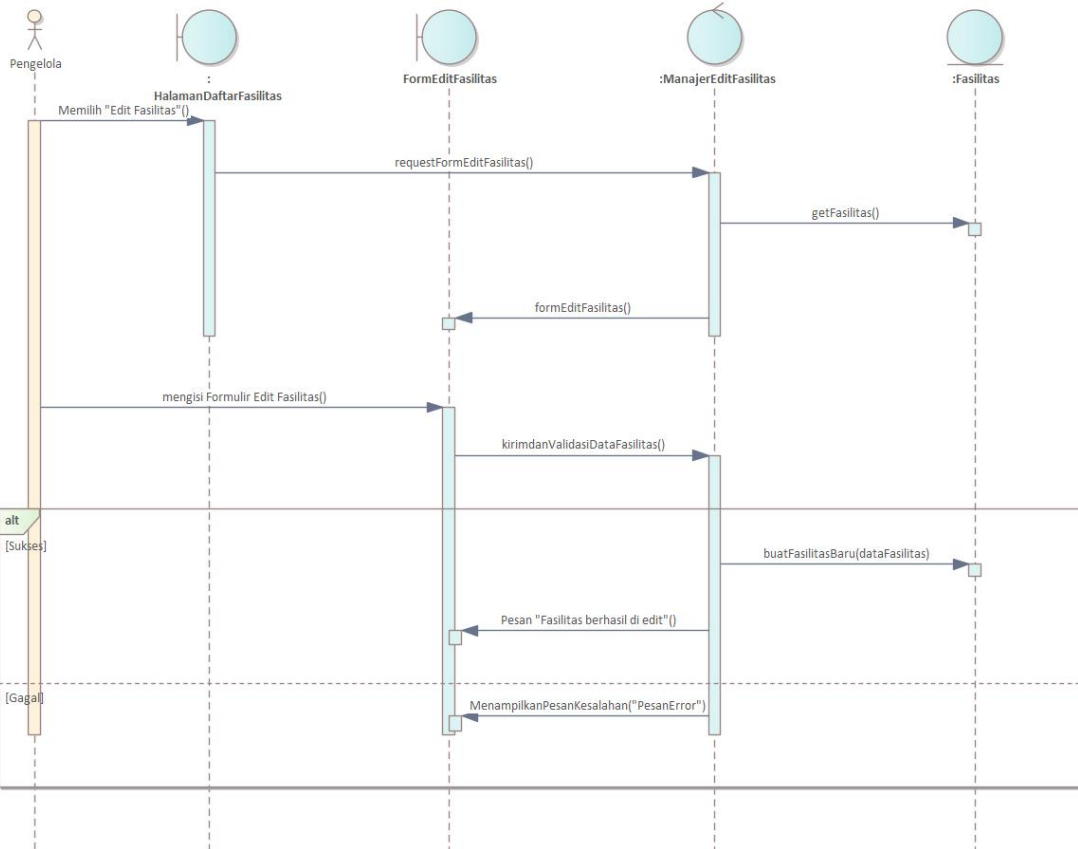 Pengelola
:
HalamanDaftarFasilitas
FormEditFasilitas
:ManajerEditFasilitas
:Fasilitas
Memilih "Edit Fasilitas"()
requestFormEditFasilitas()
getFasilitas()
formEditFasilitas()
mengisi Formulir Edit Fasilitas()
kirimdanValidasiDataFasilitas()
alt
[Sukses]
buatFasilitasBaru(dataFasilitas)
Pesan "Fasilitas berhasil di edit"()
[Gagal]
MenampilkanPesanKesalahan("PesanError")